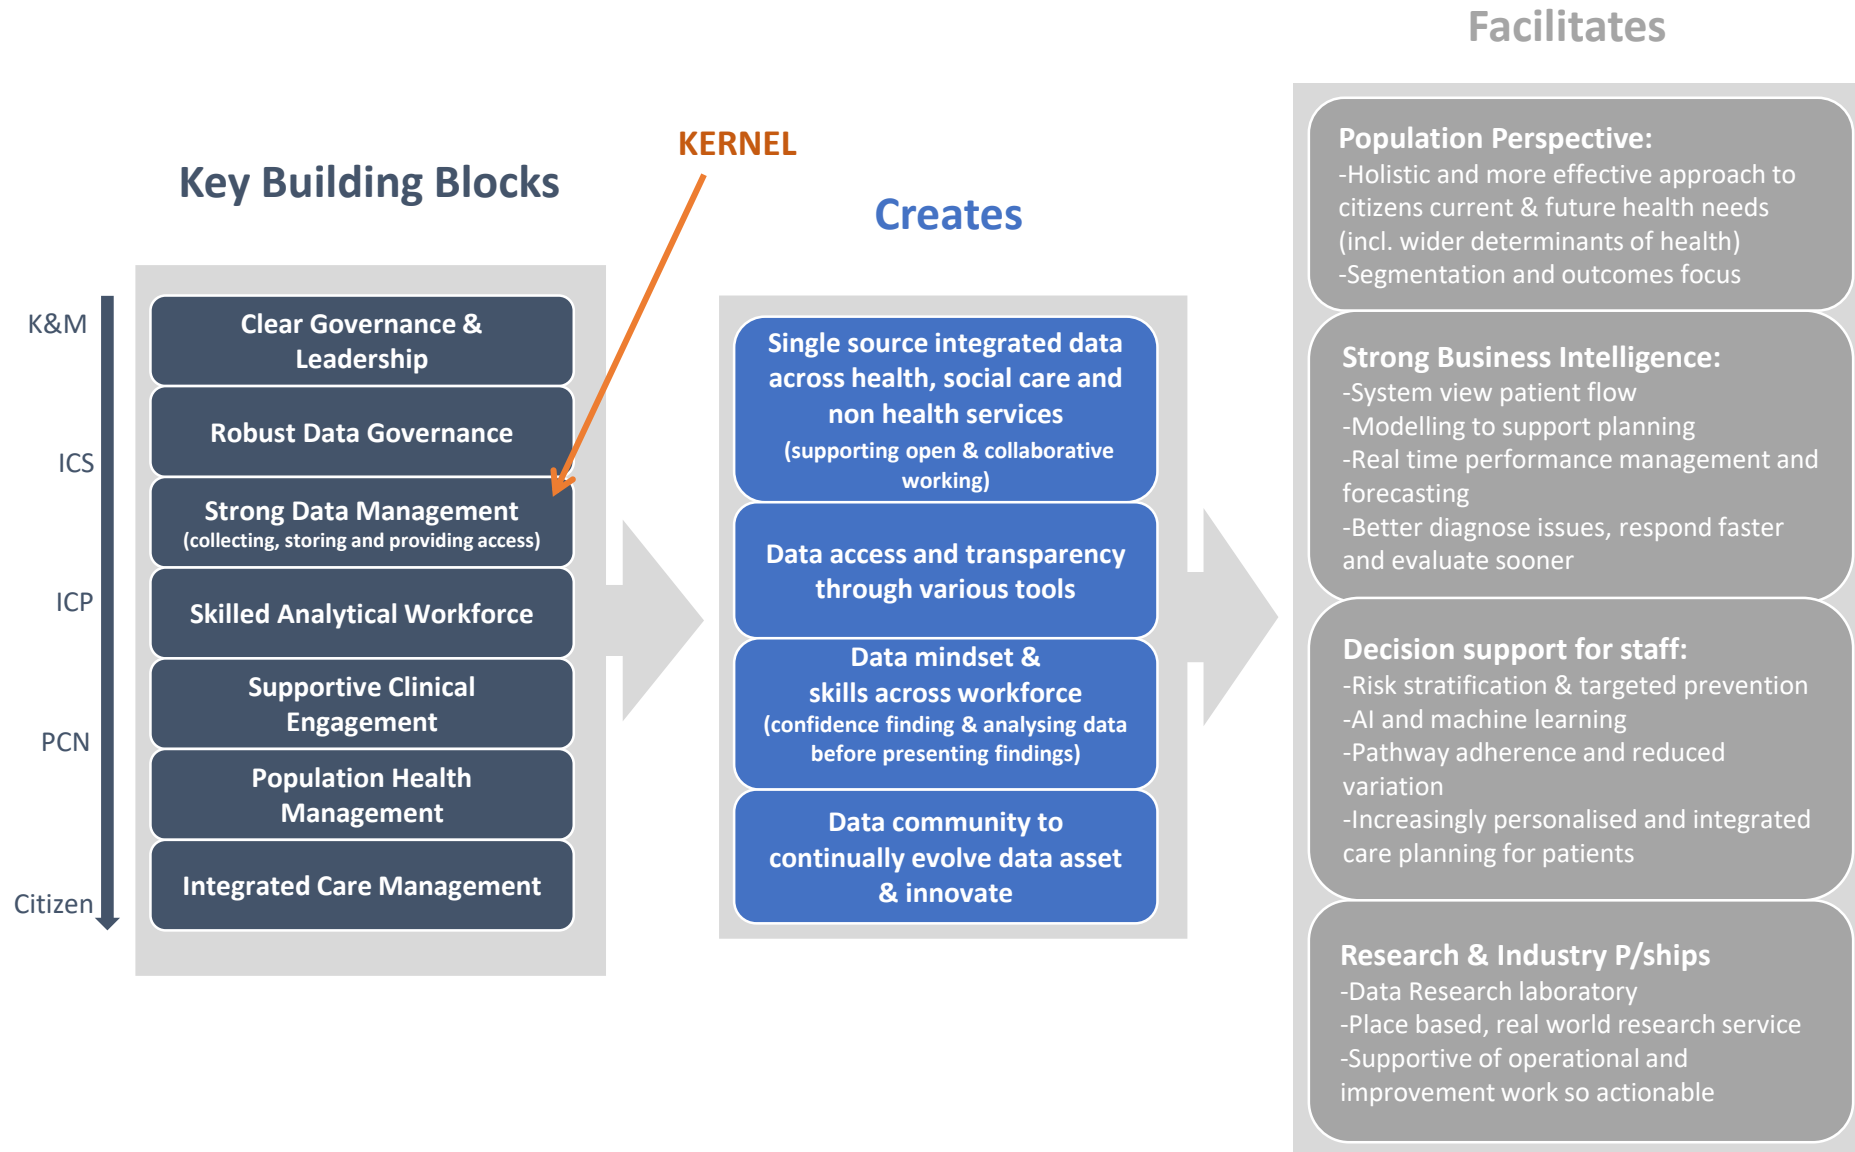 Key Building Blocks
K&M
ICS
ICP
PCN
Citizen
Clear Governance &
Leadership
Robust Data Governance
Strong Data Management
(collecting, storing and providing access)
Skilled Analytical Workforce
Supportive Clinical
Engagement
Population Health
Management
Integrated Care Management
KERNEL
Creates
Single source integrated data
across health, social care and
non health services
(supporting open & collaborative
working)
Data access and transparency
through various tools
Data mindset &
skills across workforce
(confidence finding & analysing data
before presenting findings)
Data community to
continually evolve data asset
& innovate
Facilitates
Population Perspective:
-Holistic and more effective approach to
citizens current & future health needs
(incl. wider determinants of health)
-Segmentation and outcomes focus
Strong Business Intelligence:
-System view patient flow
-Modelling to support planning
-Real time performance management and
forecasting
-Better diagnose issues, respond faster
and evaluate sooner
Decision support for staff:
-Risk stratification & targeted prevention
-AI and machine learning
-Pathway adherence and reduced
variation
-Increasingly personalised and integrated
care planning for patients
Research & Industry P/ships
-Data Research laboratory
-Place based, real world research service
-Supportive of operational and
improvement work so actionable